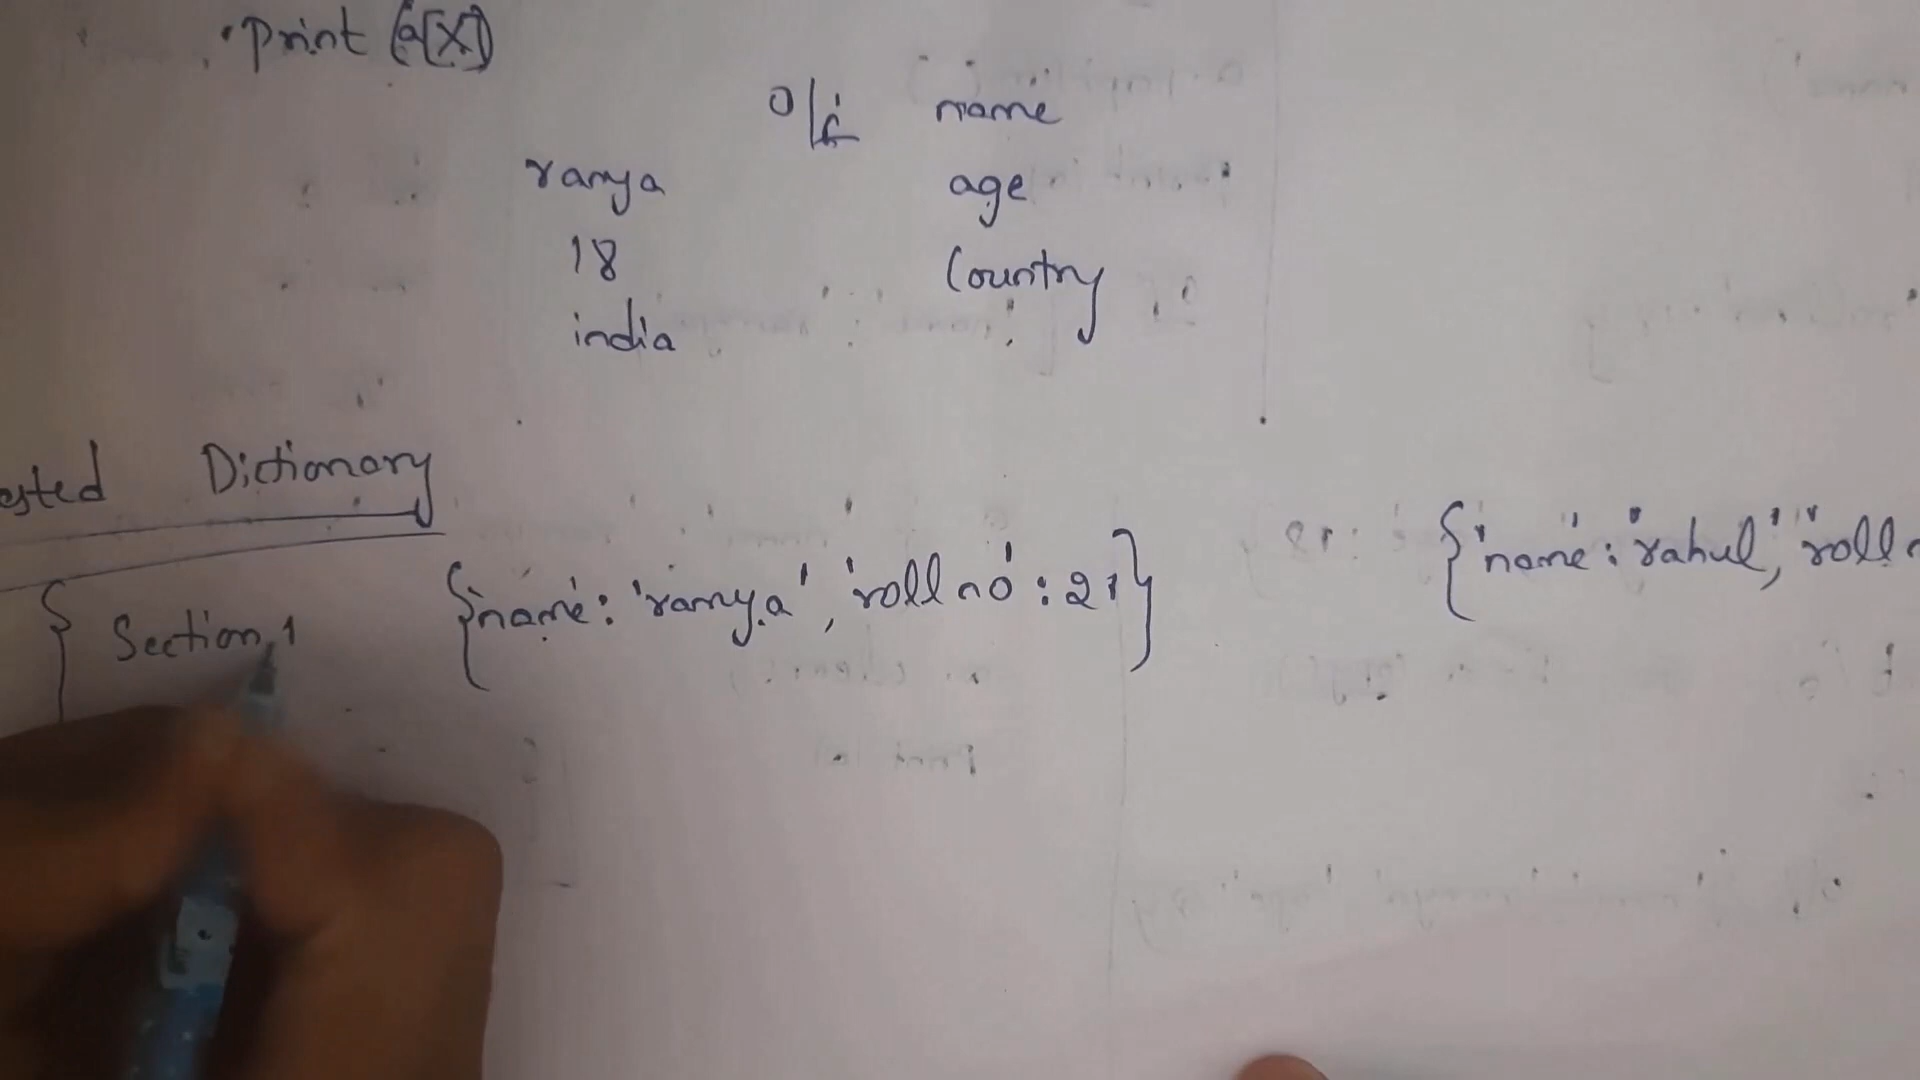 print (a[x])
o/p name
ramya age
18 Country
india
ested Dictionary
{ Section 1 {'name': 'ramya', 'roll no': 21} {'name': 'rahul', 'roll n